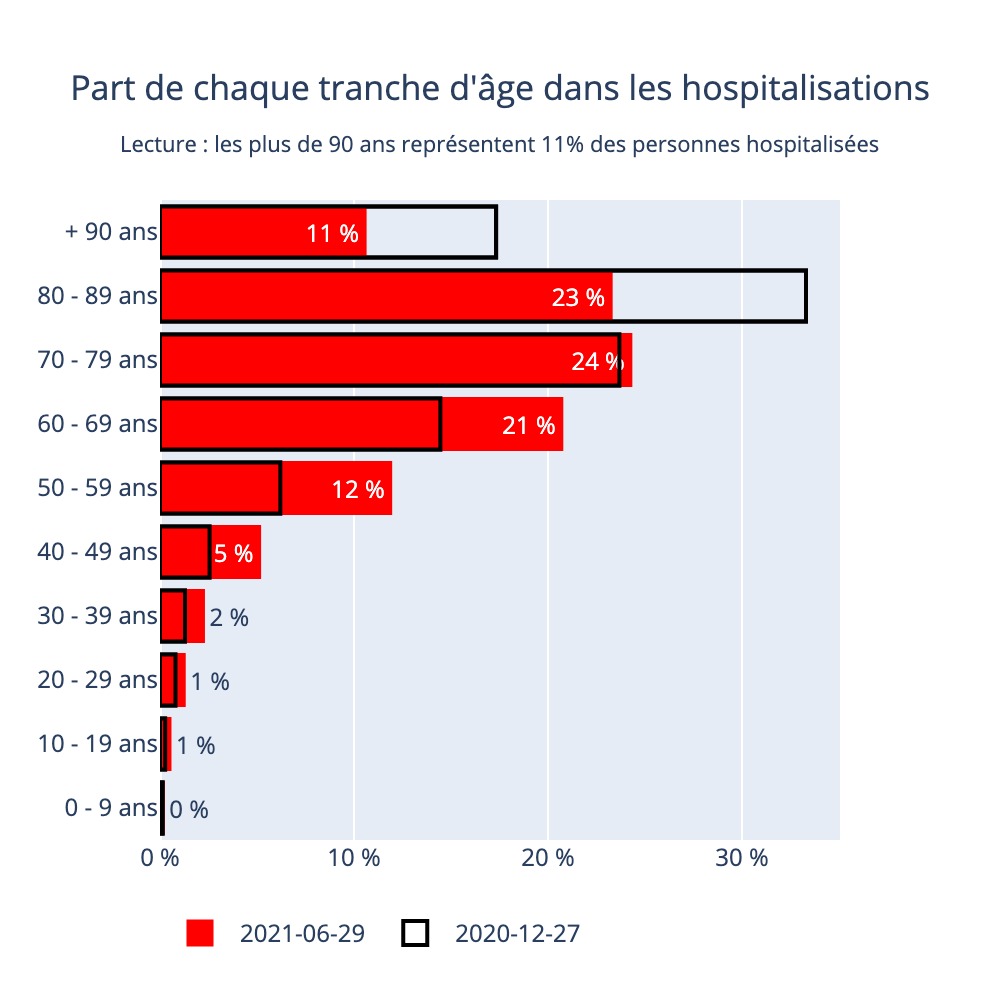 Part de chaque tranche d'âge dans les hospitalisations
Lecture : les plus de 90 ans représentent 11% des personnes hospitalisées
+ 90 ans 11 %
80 - 89 ans 23 %
70 - 79 ans 24 %
60 - 69 ans 21 %
50 - 59 ans 12 %
40 - 49 ans 5 %
30 - 39 ans 2 %
20 - 29 ans 1 %
10 - 19 ans 1 %
0 - 9 ans 0 %
0 % 10 % 20 % 30 %
2021-06-29 2020-12-27